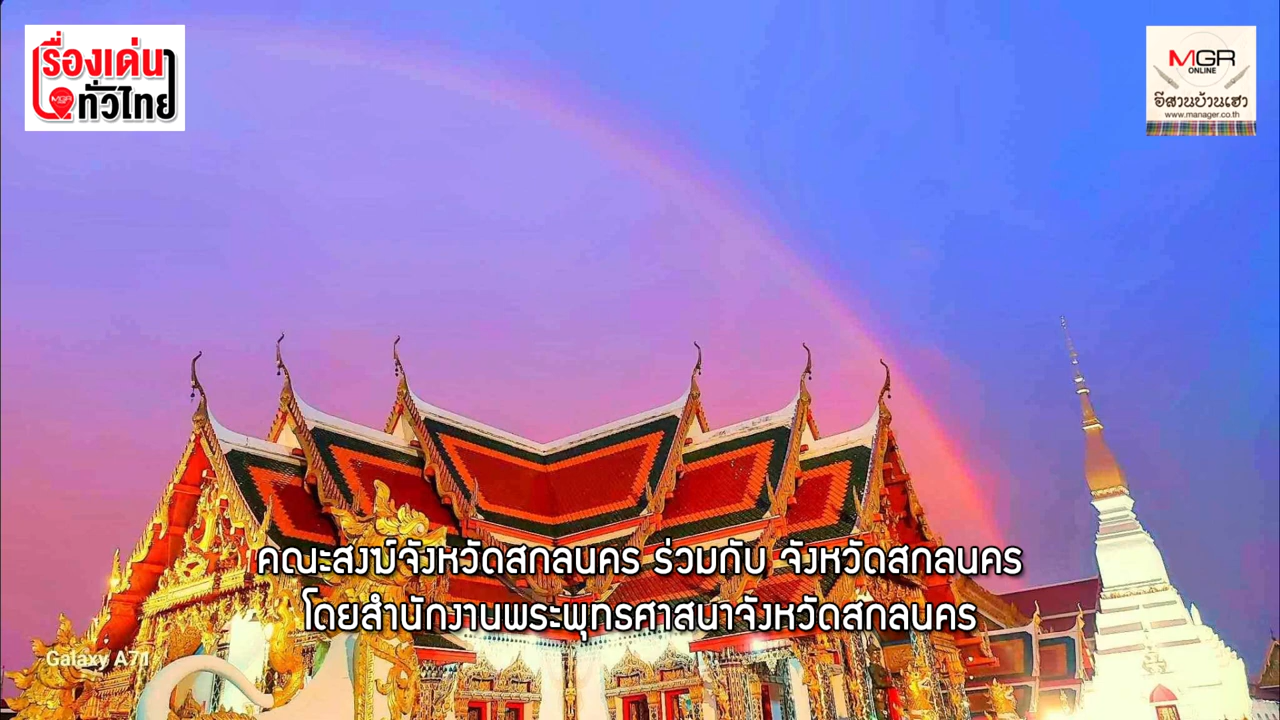 เรื่องเด่น
MGR
ทั่วไทย
MGR
ONLINE
อีสานบ้านเฮา
www.manager.co.th
คณะสงฆ์จังหวัดสกลนคร ร่วมกับ จังหวัดสกลนคร
โดยสำนักงานพระพุทธศาสนาจังหวัดสกลนคร
Galaxy A71